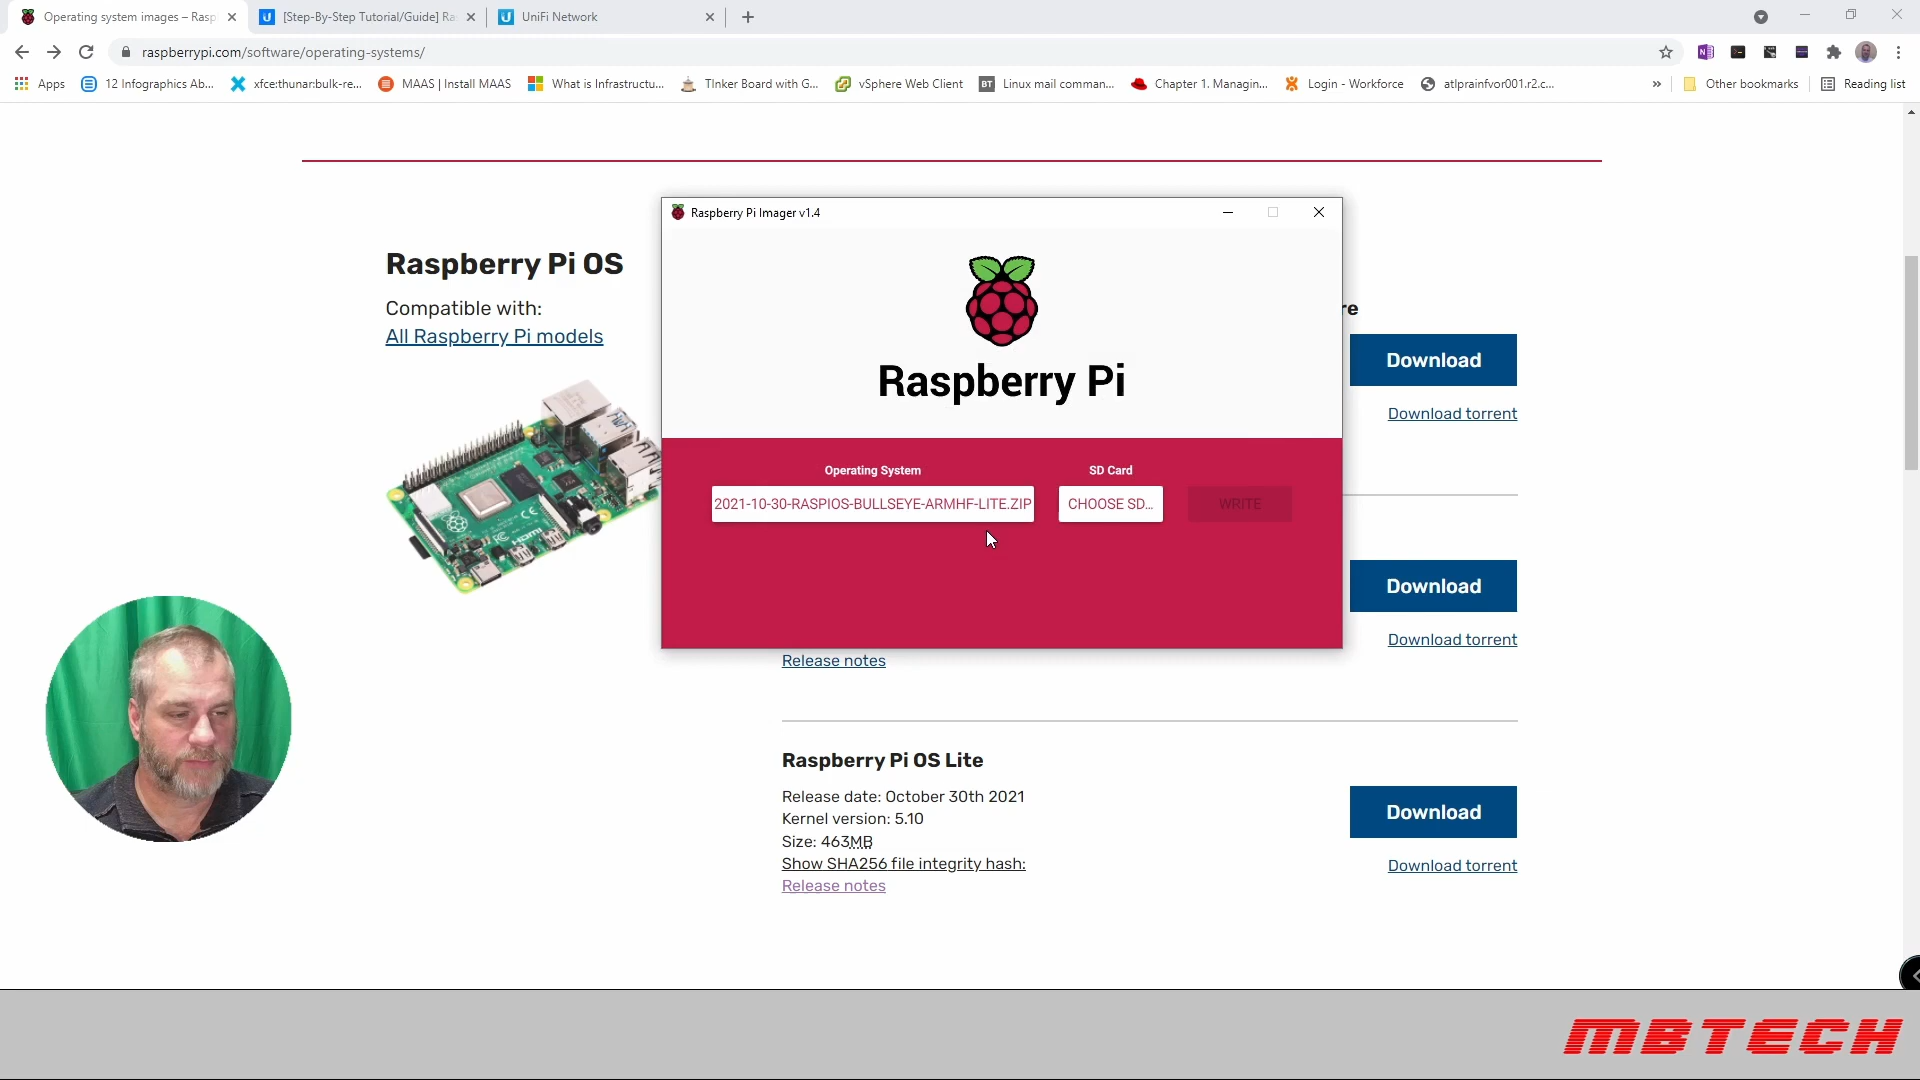 Operating system images – Rasp
[Step-By-Step Tutorial/Guide] Ra
UniFi Network
raspberrypi.com/software/operating-systems/
Apps
12 Infographics Ab...
xfce:thunar:bulk-re...
MAAS | Install MAAS
What is Infrastructu...
TInker Board with G...
vSphere Web Client
BT
Linux mail comman...
Chapter 1. Managin...
Login - Workforce
atlprainfvor001.r2.c...
»
Other bookmarks
Reading list
Raspberry Pi Imager v1.4
Raspberry Pi OS
Compatible with:
All Raspberry Pi models
re
Download
Download torrent
Raspberry Pi
Operating System
SD Card
2021-10-30-RASPIOS-BULLSEYE-ARMHF-LITE.ZIP
CHOOSE SD...
WRITE
Download
Download torrent
Release notes
Raspberry Pi OS Lite
Release date: October 30th 2021
Kernel version: 5.10
Size: 463MB
Show SHA256 file integrity hash:
Release notes
Download
Download torrent
MBTECH